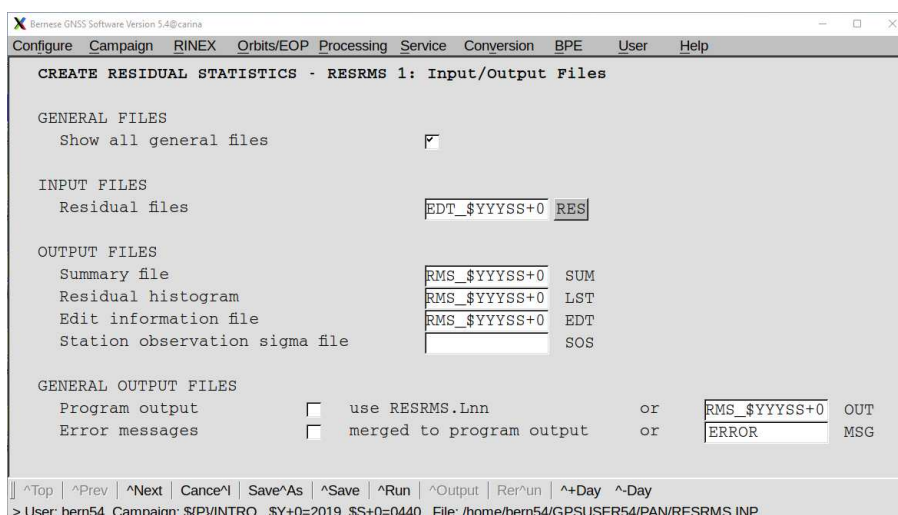 Bernese GNSS Software Version 5.4@carina
Configure Campaign RINEX Orbits/EOP Processing Service Conversion BPE User Help
CREATE RESIDUAL STATISTICS - RESRMS 1: Input/Output Files
GENERAL FILES
Show all general files
INPUT FILES
Residual files EDT_$YYYSS+0 RES
OUTPUT FILES
Summary file RMS_$YYYSS+0 SUM
Residual histogram RMS_$YYYSS+0 LST
Edit information file RMS_$YYYSS+0 EDT
Station observation sigma file SOS
GENERAL OUTPUT FILES
Program output use RESRMS.Lnn or RMS_$YYYSS+0 OUT
Error messages merged to program output or ERROR MSG
^Top | ^Prev | ^Next | Cance^l | Save^As | ^Save | ^Run | ^Output | Rer^un | ^+Day ^-Day
> User: bern54 Campaign: ${P}/INTRO $Y+0=2019 $S+0=0440 File: /home/bern54/GPSUSER54/PAN/RESRMS.INP